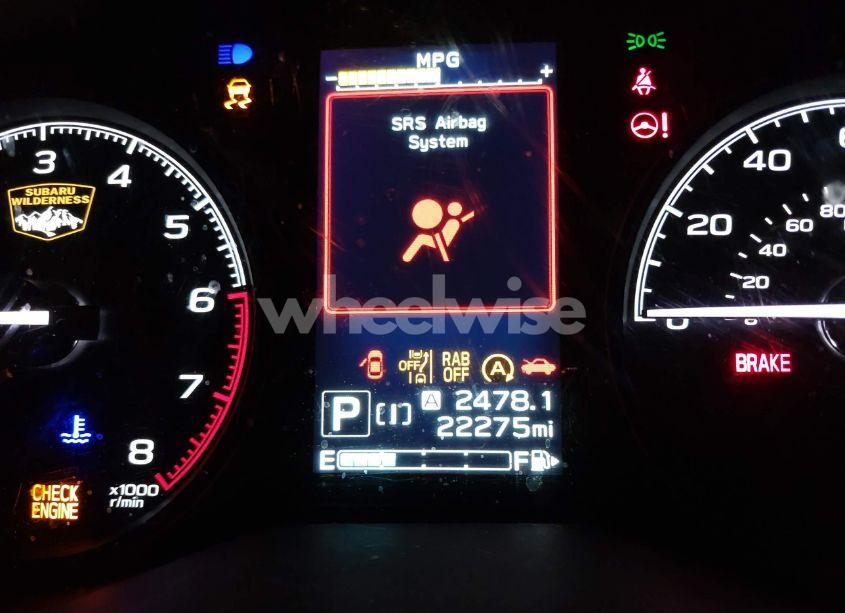 MPG
- +
SRS Airbag
System
3
4
SUBARU
WILDERNESS
5
6
7
8
x1000
r/min
CHECK
ENGINE
wheelwise
OFF
RAB
OFF
A
P [I] A 2478.1
22275mi
E F
!
40
20
0
80
60
40
20
BRAKE